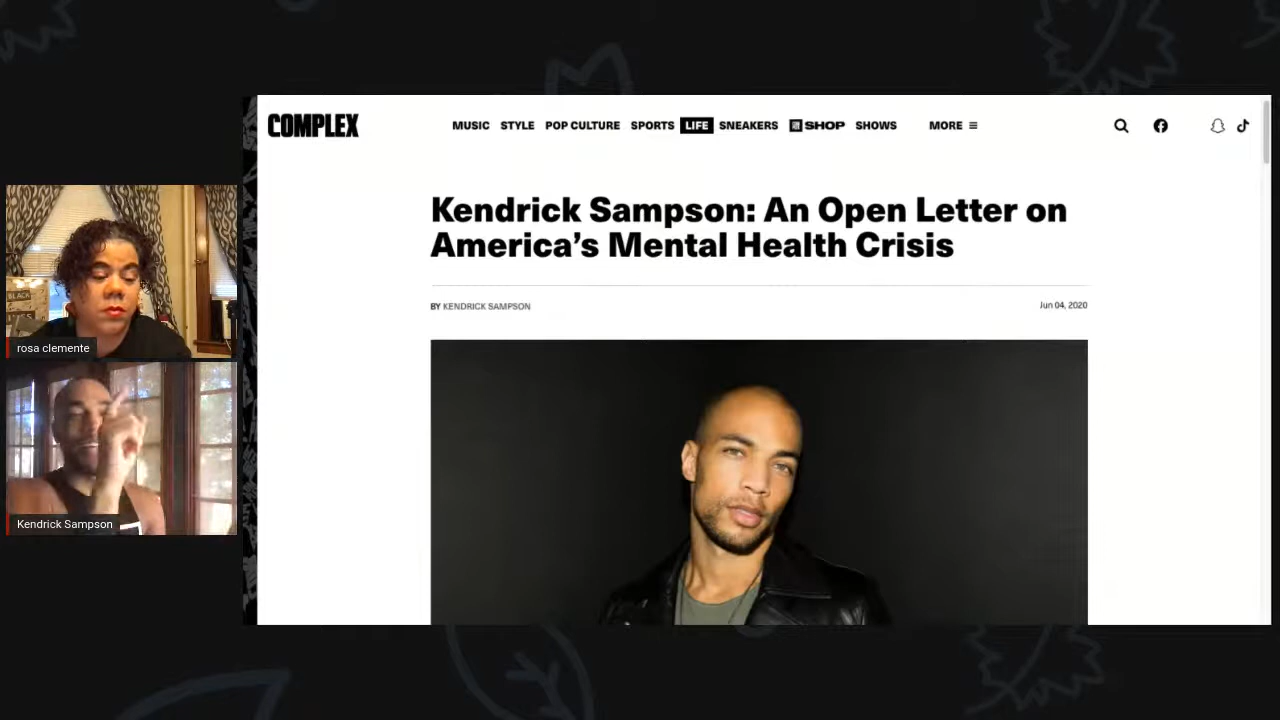 COMPLEX
MUSIC STYLE POP CULTURE SPORTS LIFE SNEAKERS SHOP SHOWS MORE
Kendrick Sampson: An Open Letter on
America's Mental Health Crisis
BY KENDRICK SAMPSON
Jun 04, 2020
BLACK
rosa clemente
Kendrick Sampson